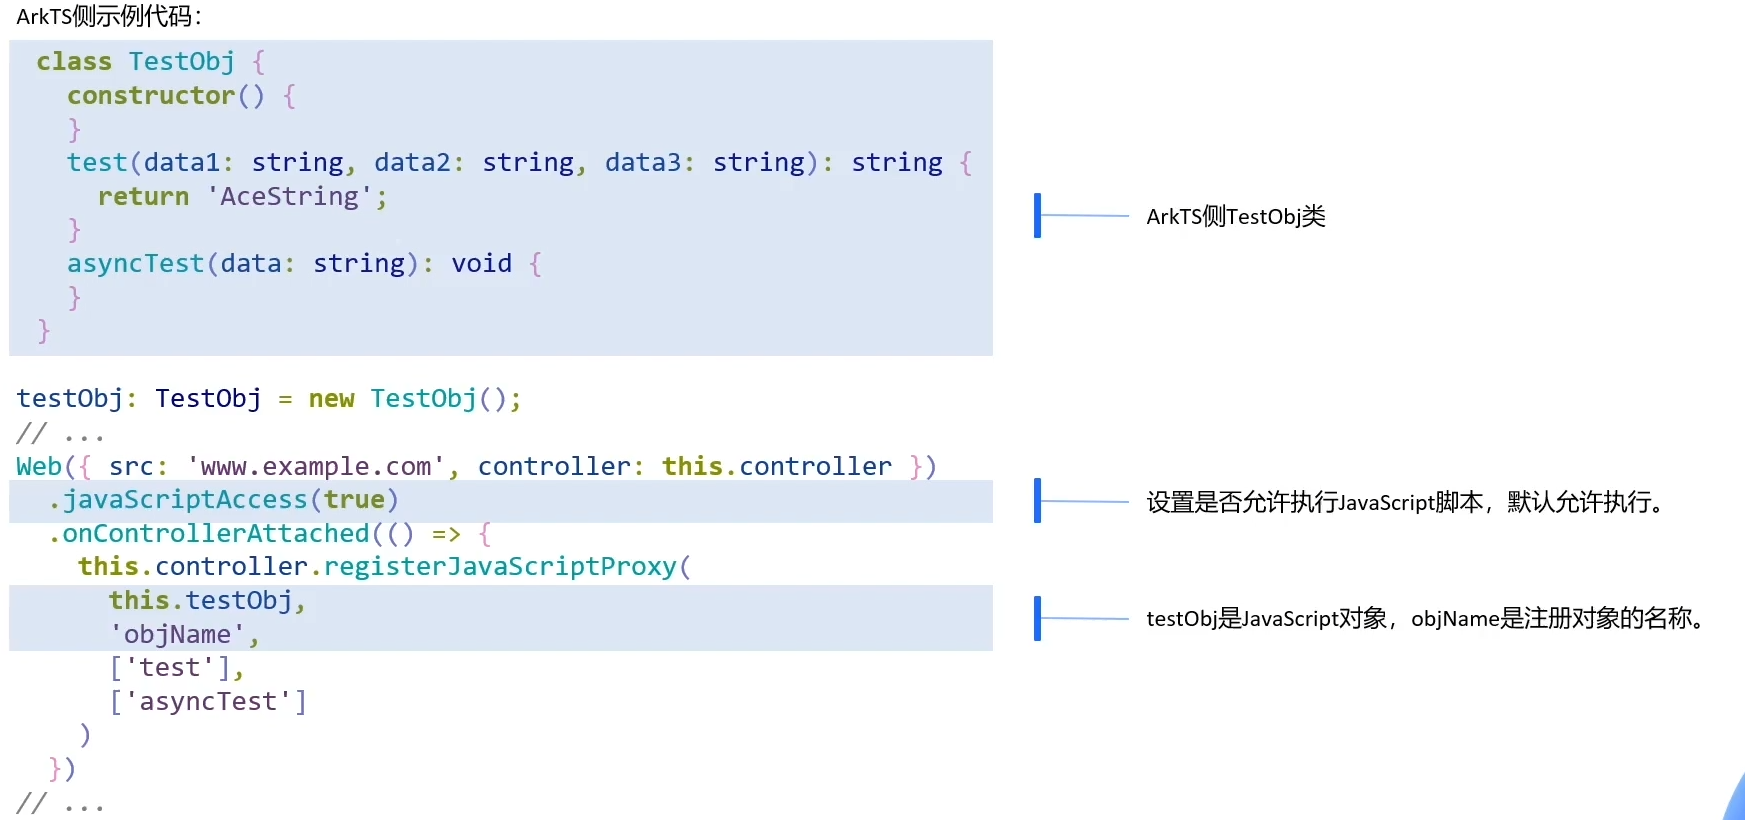 ArkTS侧示例代码：
class TestObj {
constructor() {
}
test(data1: string, data2: string, data3: string): string {
return 'AceString';
}
asyncTest(data: string): void {
}
}
ArkTS侧TestObj类
testObj: TestObj = new TestObj();
// ...
Web({ src: 'www.example.com', controller: this.controller })
.javaScriptAccess(true)
设置是否允许执行JavaScript脚本，默认允许执行。
.onControllerAttached(() => {
this.controller.registerJavaScriptProxy(
this.testObj,
'objName',
testObj是JavaScript对象，objName是注册对象的名称。
['test'],
['asyncTest']
)
})
// ...